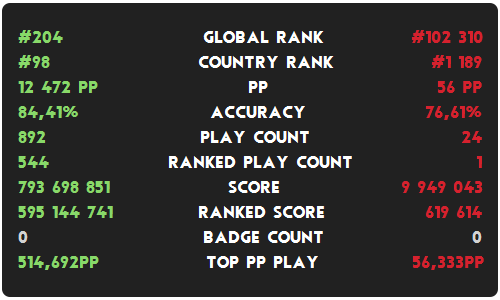 #204 GLOBAL RANK #102 310
#98 COUNTRY RANK #1 189
12 472 PP PP 56 PP
84,41% ACCURACY 76,61%
892 PLAY COUNT 24
544 RANKED PLAY COUNT 1
793 698 851 SCORE 9 949 043
595 144 741 RANKED SCORE 619 614
0 BADGE COUNT 0
514,692PP TOP PP PLAY 56,333PP